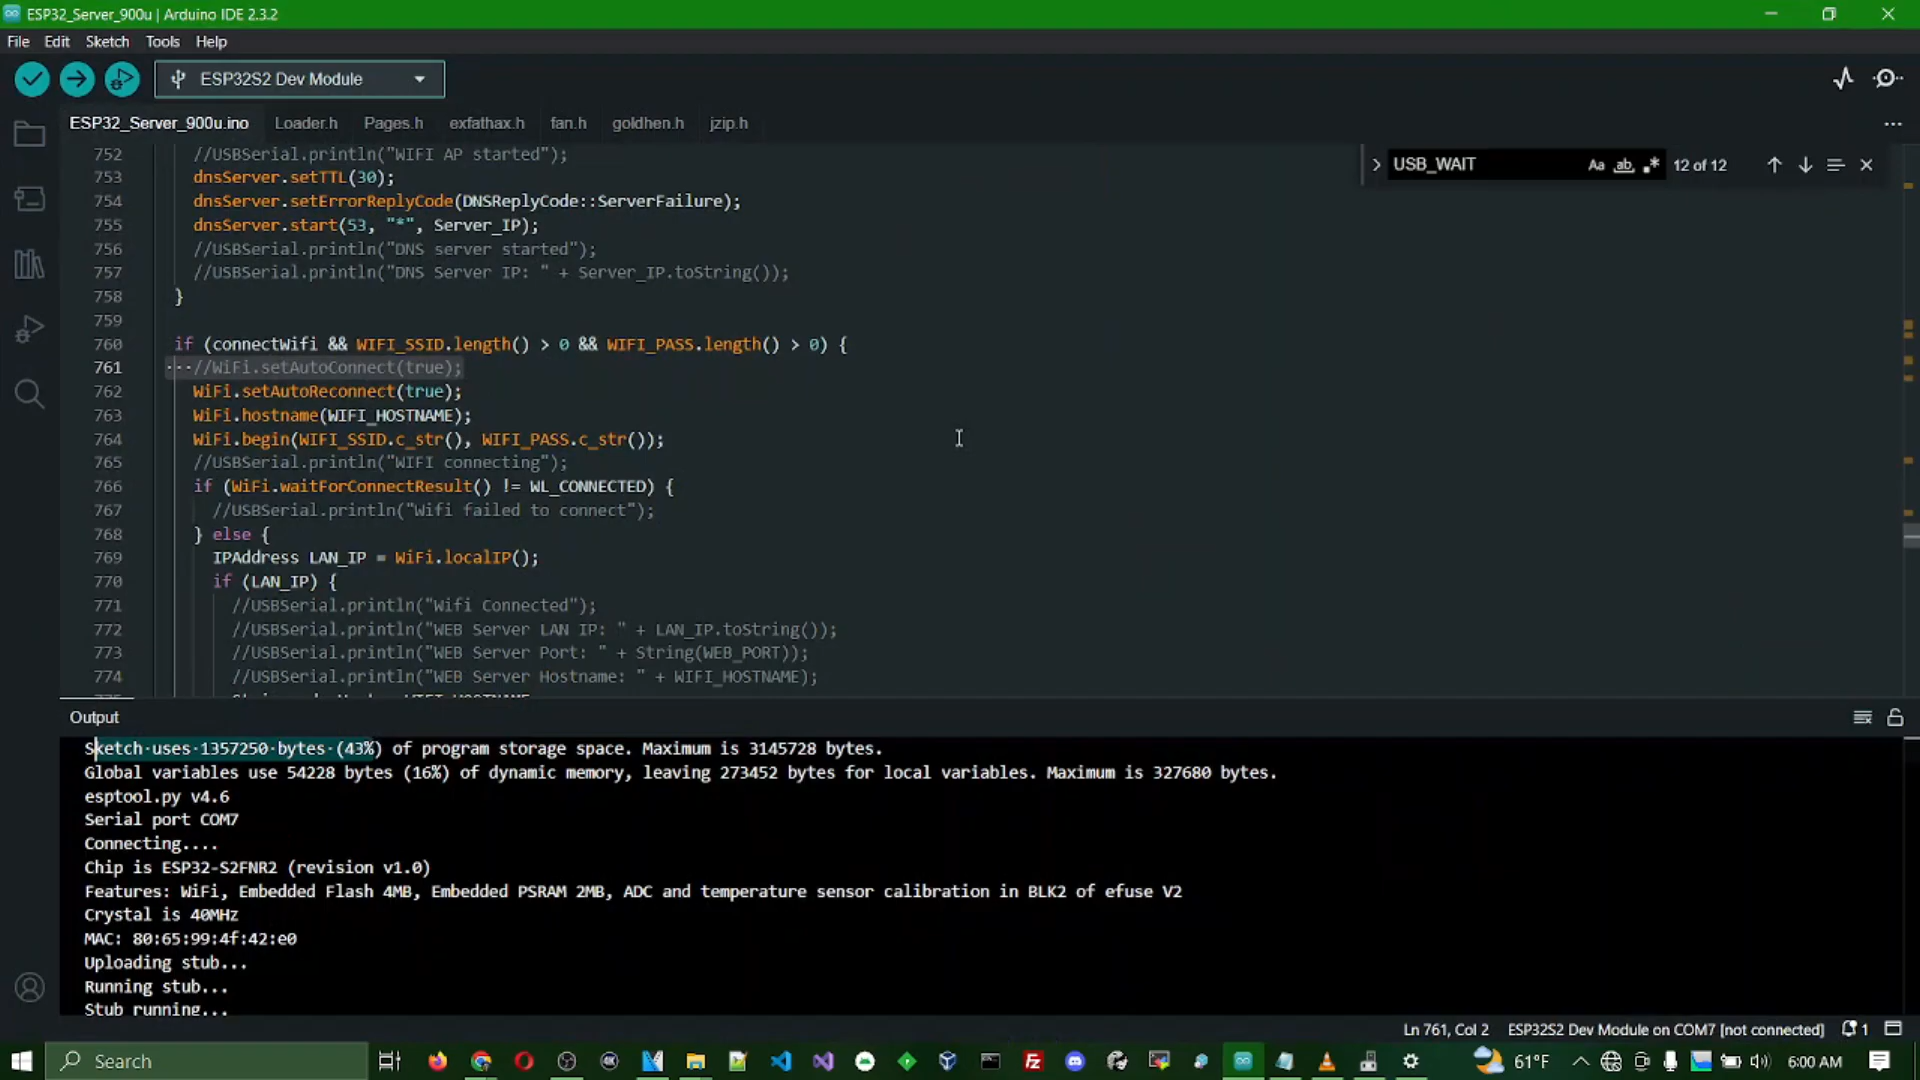 ESP32_Server_900u | Arduino IDE 2.3.2
File Edit Sketch Tools Help
ESP32S2 Dev Module
ESP32_Server_900u.ino Loader.h Pages.h exfathax.h fan.h goldhen.h jzip.h ...
USB_WAIT Aa ab .* 12 of 12
752 //USBSerial.println("WIFI AP started");
753 dnsServer.setTTL(30);
754 dnsServer.setErrorReplyCode(DNSReplyCode::ServerFailure);
755 dnsServer.start(53, "*", Server_IP);
756 //USBSerial.println("DNS server started");
757 //USBSerial.println("DNS Server IP: " + Server_IP.toString());
758 }
759
760 if (connectWifi && WIFI_SSID.length() > 0 && WIFI_PASS.length() > 0) {
761 ···//WiFi.setAutoConnect(true);
762 WiFi.setAutoReconnect(true);
763 WiFi.hostname(WIFI_HOSTNAME);
764 WiFi.begin(WIFI_SSID.c_str(), WIFI_PASS.c_str());
765 //USBSerial.println("WIFI connecting");
766 if (WiFi.waitForConnectResult() != WL_CONNECTED) {
767 //USBSerial.println("Wifi failed to connect");
768 } else {
769 IPAddress LAN_IP = WiFi.localIP();
770 if (LAN_IP) {
771 //USBSerial.println("Wifi Connected");
772 //USBSerial.println("WEB Server LAN IP: " + LAN_IP.toString());
773 //USBSerial.println("WEB Server Port: " + String(WEB_PORT));
774 //USBSerial.println("WEB Server Hostname: " + WIFI_HOSTNAME);
Output
Sketch·uses·1357250·bytes·(43%) of program storage space. Maximum is 3145728 bytes.
Global variables use 54228 bytes (16%) of dynamic memory, leaving 273452 bytes for local variables. Maximum is 327680 bytes.
esptool.py v4.6
Serial port COM7
Connecting....
Chip is ESP32-S2FNR2 (revision v1.0)
Features: WiFi, Embedded Flash 4MB, Embedded PSRAM 2MB, ADC and temperature sensor calibration in BLK2 of efuse V2
Crystal is 40MHz
MAC: 80:65:99:4f:42:e0
Uploading stub...
Running stub...
Stub running...
Ln 761, Col 2 ESP32S2 Dev Module on COM7 [not connected] 1
Search 61°F 6:00 AM